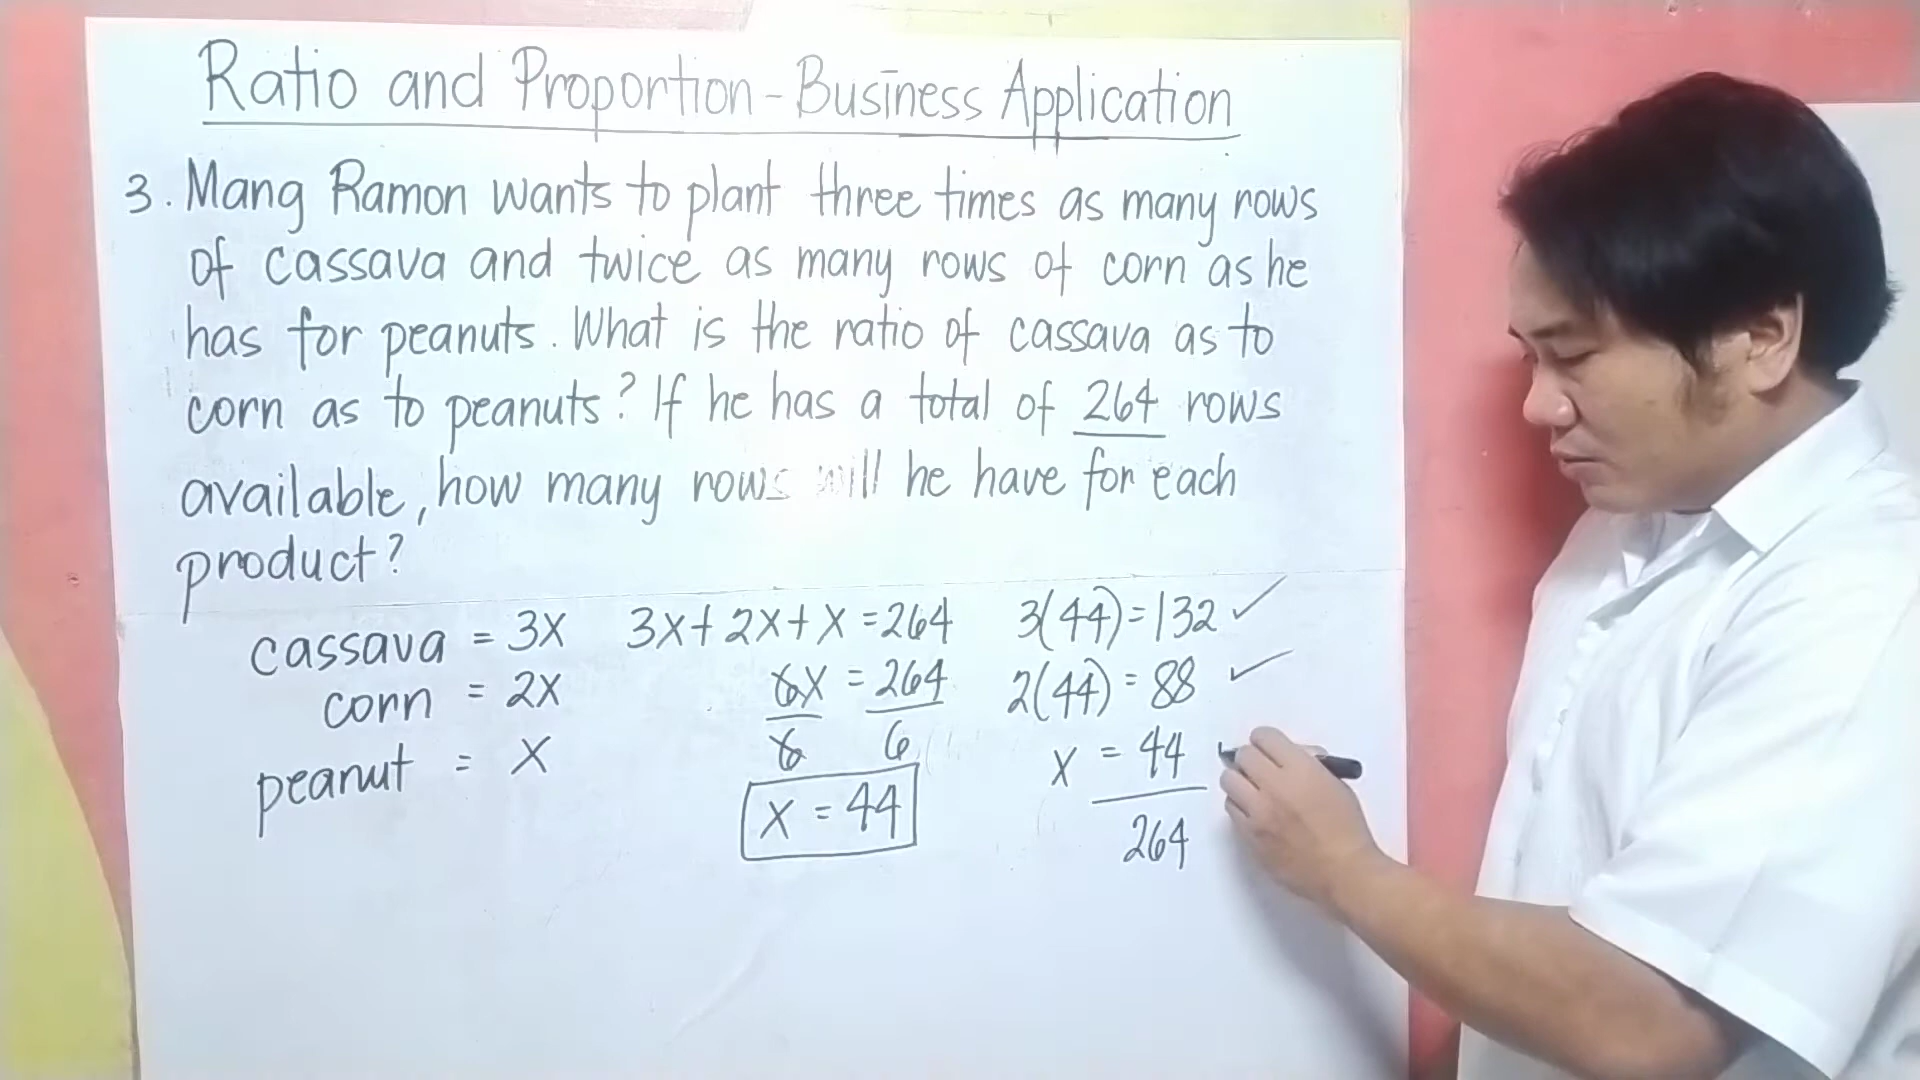 Ratio and Proportion - Business Application
3. Mang Ramon wants to plant three times as many rows
of cassava and twice as many rows of corn as he
has for peanuts. What is the ratio of cassava as to
corn as to peanuts? If he has a total of 264 rows
available, how many rows will he have for each
product?
cassava = 3x
corn = 2x
peanut = x
3x + 2x + x = 264
6x = 264
6 6
x = 44
3(44) = 132 ✓
2(44) = 88 ✓
x = 44
264